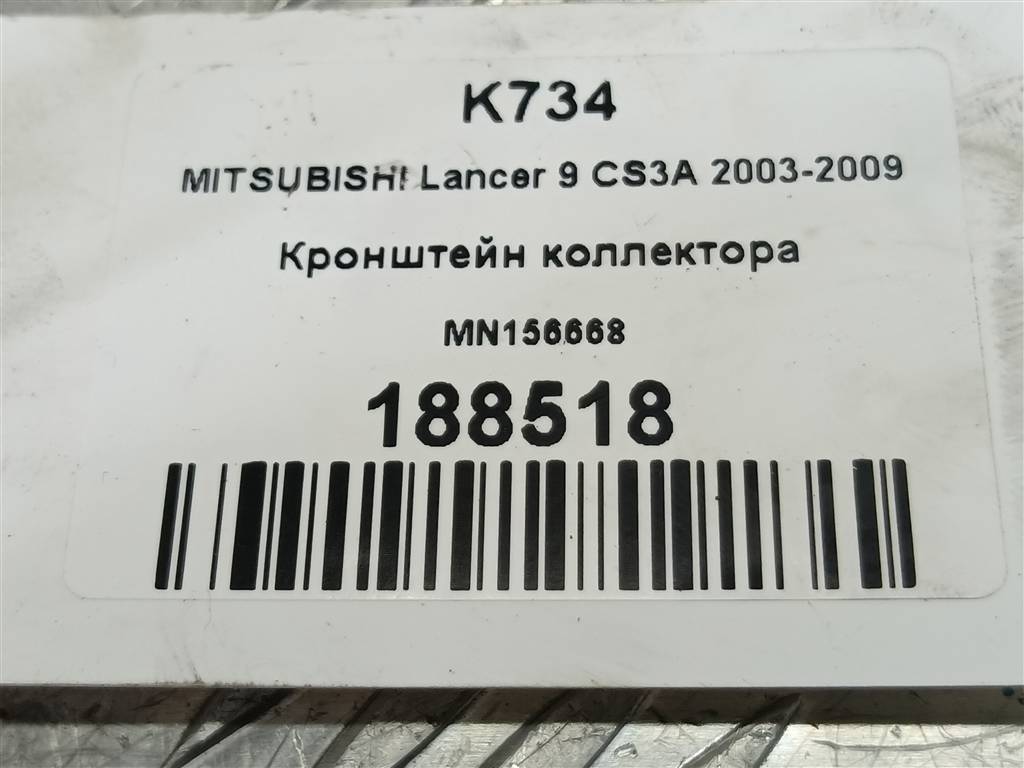 K734
MITSUBISHI Lancer 9 CS3A 2003-2009
Кронштейн коллектора
MN156668
188518